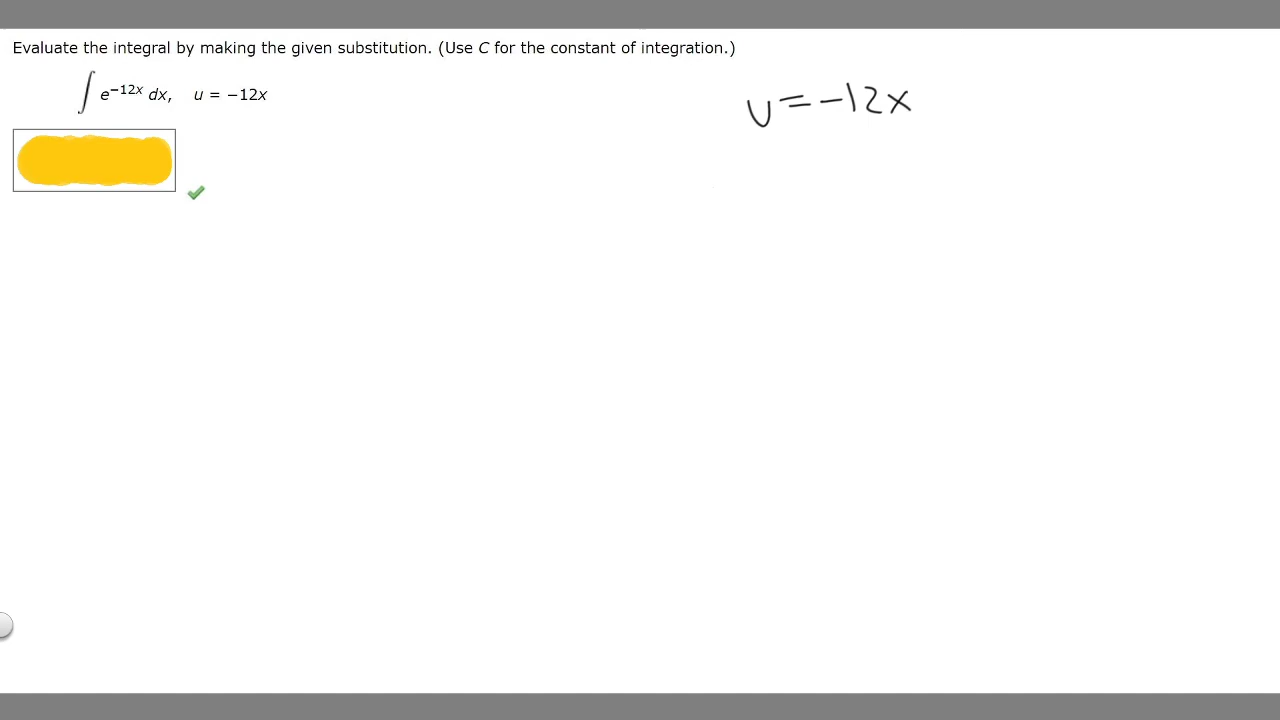 Evaluate the integral by making the given substitution. (Use C for the constant of integration.)
∫ e⁻¹²ˣ dx, u = −12x
u = −12x